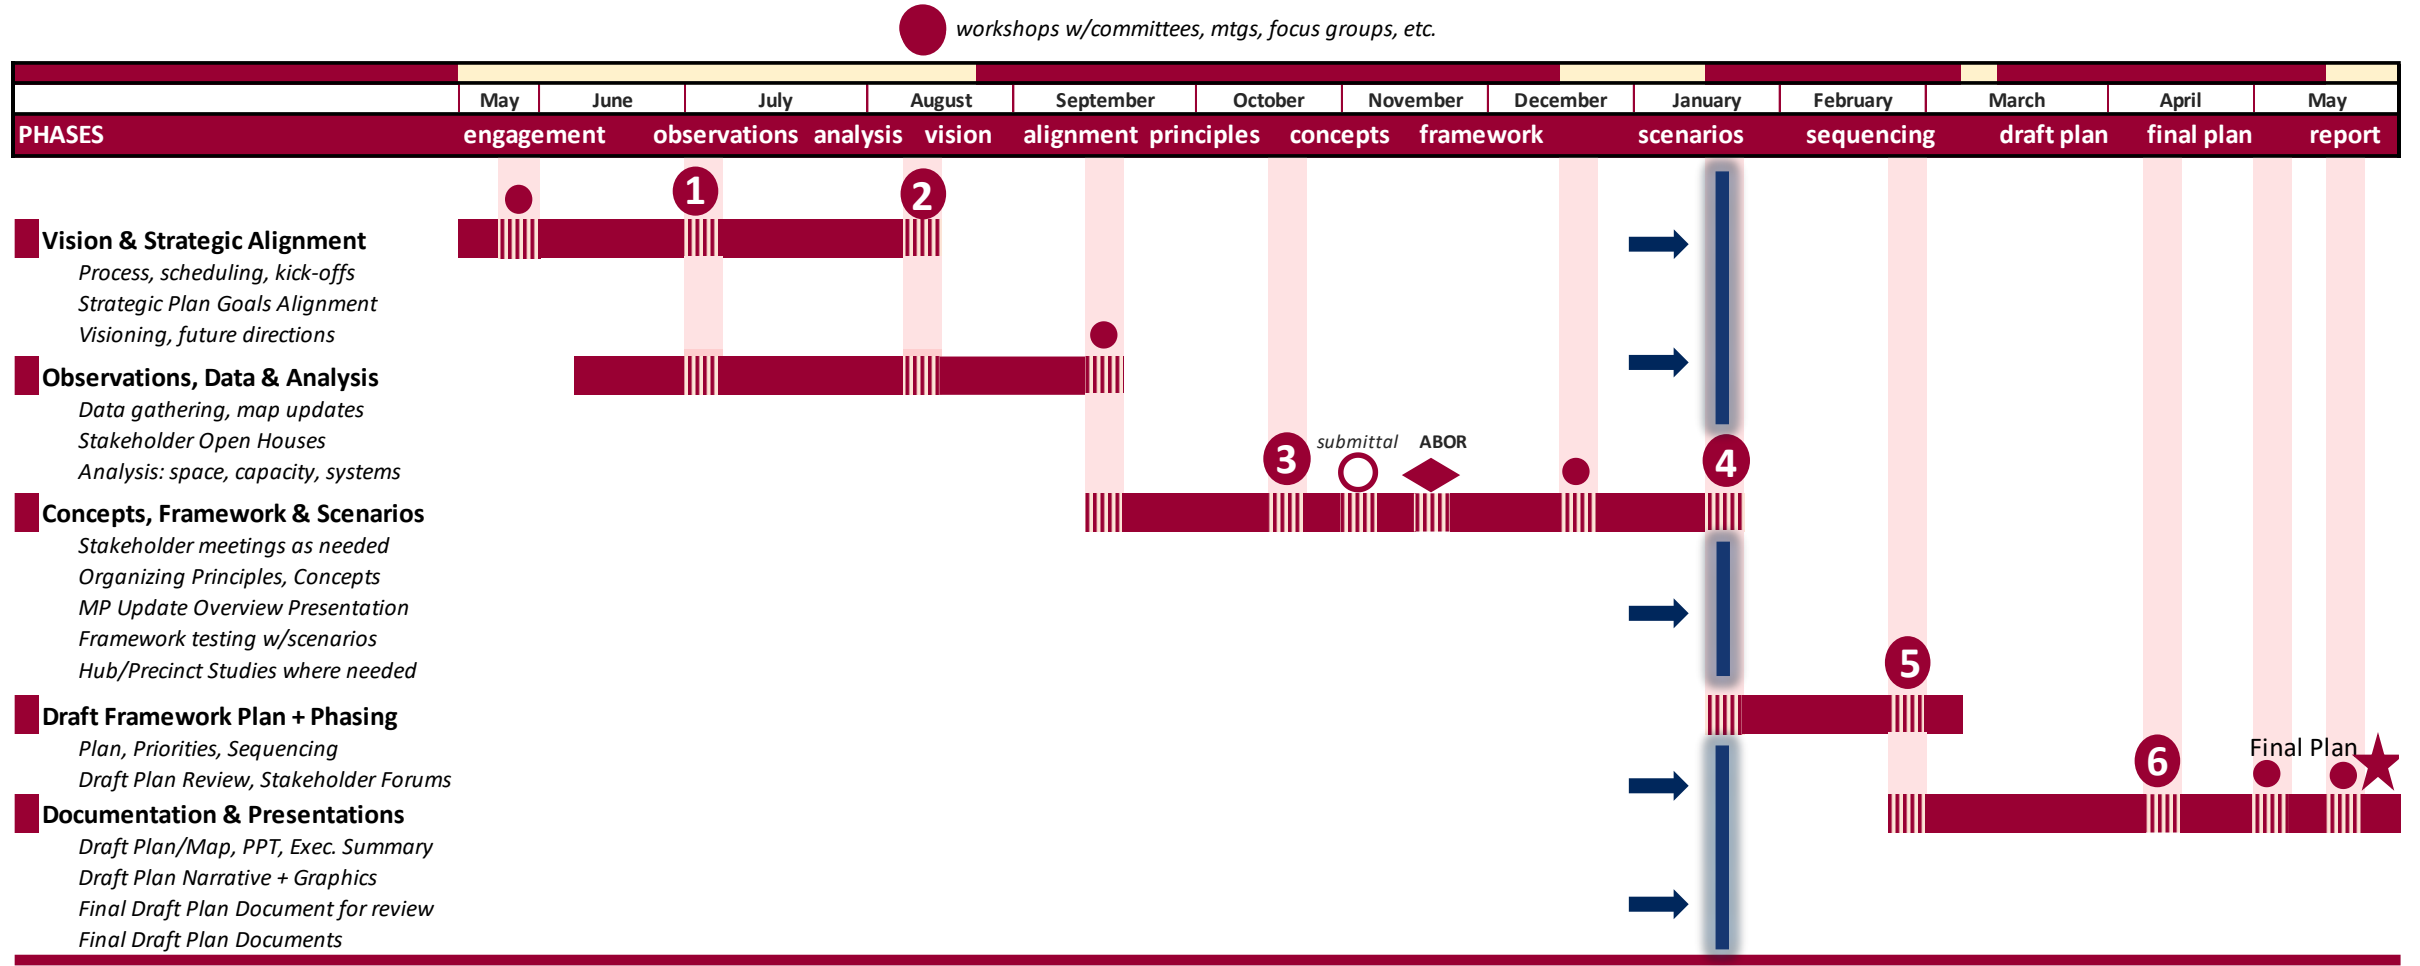 workshops w/committees, mtgs, focus groups, etc.
May June July August September October November December January February March April May
PHASES engagement observations analysis vision alignment principles concepts framework scenarios sequencing draft plan final plan report
1 2
Vision & Strategic Alignment
Process, scheduling, kick-offs
Strategic Plan Goals Alignment
Visioning, future directions
Observations, Data & Analysis
Data gathering, map updates
Stakeholder Open Houses
Analysis: space, capacity, systems
3 submittal ABOR 4
Concepts, Framework & Scenarios
Stakeholder meetings as needed
Organizing Principles, Concepts
MP Update Overview Presentation
Framework testing w/scenarios
Hub/Precinct Studies where needed
5
Draft Framework Plan + Phasing
Plan, Priorities, Sequencing
Draft Plan Review, Stakeholder Forums
6 Final Plan
Documentation & Presentations
Draft Plan/Map, PPT, Exec. Summary
Draft Plan Narrative + Graphics
Final Draft Plan Document for review
Final Draft Plan Documents